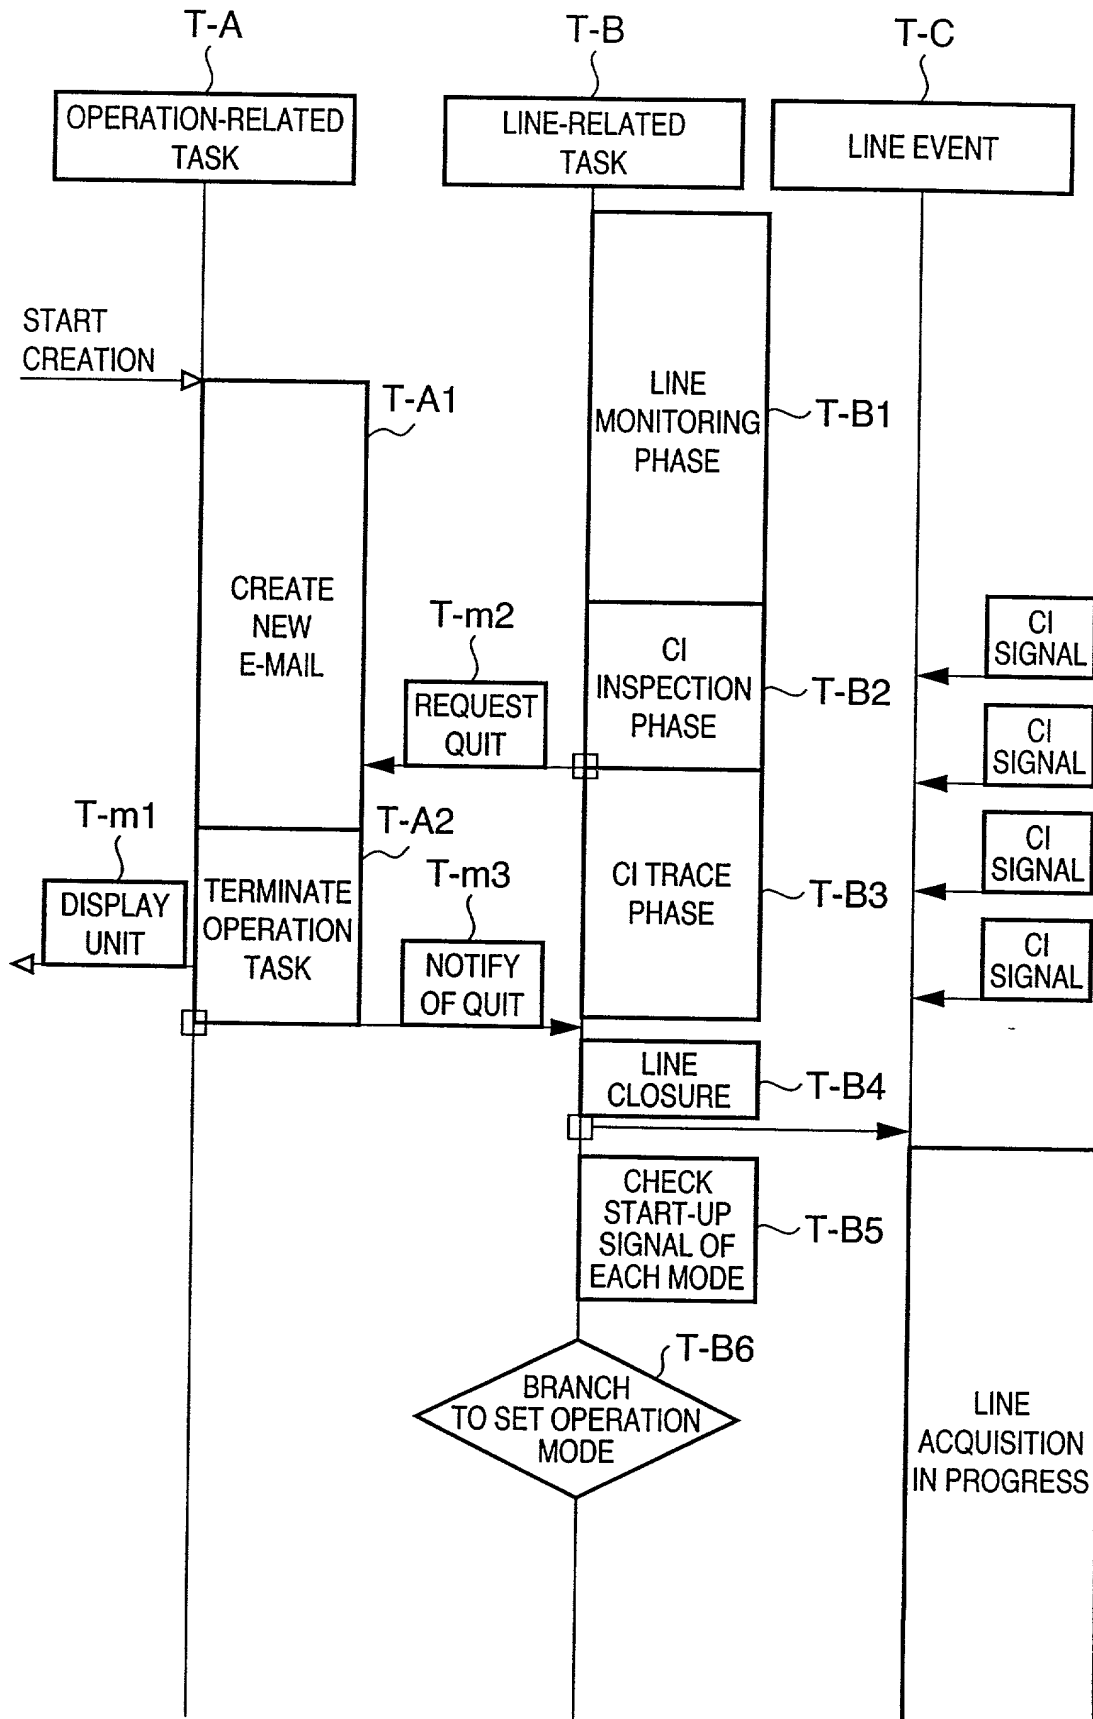 T-A
T-B
T-C
OPERATION-RELATED
TASK
LINE-RELATED
TASK
LINE EVENT
START
CREATION
T-A1
LINE
MONITORING
PHASE
T-B1
CREATE
NEW
E-MAIL
T-m2
REQUEST
QUIT
CI
INSPECTION
PHASE
T-B2
CI
SIGNAL
CI
SIGNAL
T-m1
DISPLAY
UNIT
T-A2
TERMINATE
OPERATION
TASK
T-m3
NOTIFY
OF QUIT
CI TRACE
PHASE
T-B3
CI
SIGNAL
CI
SIGNAL
LINE
CLOSURE
T-B4
CHECK
START-UP
SIGNAL OF
EACH MODE
T-B5
T-B6
BRANCH
TO SET OPERATION
MODE
LINE
ACQUISITION
IN PROGRESS